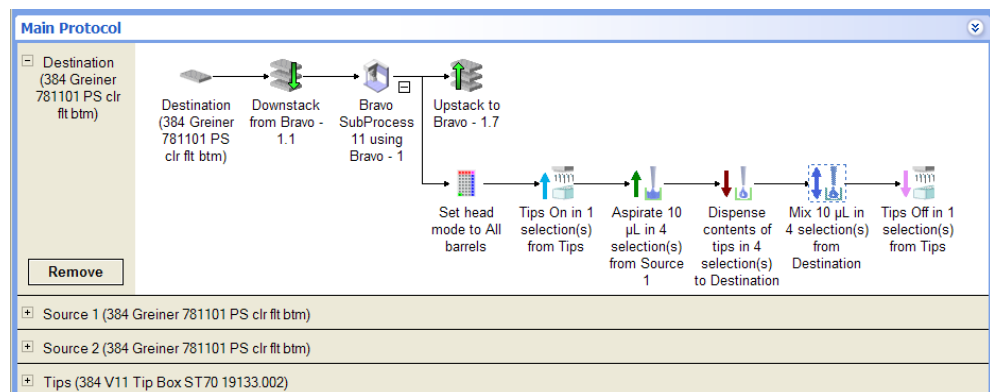 Main Protocol
Destination
(384 Greiner
781101 PS clr
flt btm)
Remove
Destination
(384 Greiner
781101 PS
clr flt btm)
Downstack
from Bravo -
1.1
Bravo
SubProcess
11 using
Bravo - 1
Upstack to
Bravo - 1.7
Set head
mode to All
barrels
Tips On in 1
selection(s)
from Tips
Aspirate 10
µL in 4
selection(s)
from Source
1
Dispense
contents of
tips in 4
selection(s)
to Destination
Mix 10 µL in
4 selection(s)
from
Destination
Tips Off in 1
selection(s)
from Tips
Source 1 (384 Greiner 781101 PS clr flt btm)
Source 2 (384 Greiner 781101 PS clr flt btm)
Tips (384 V11 Tip Box ST70 19133.002)